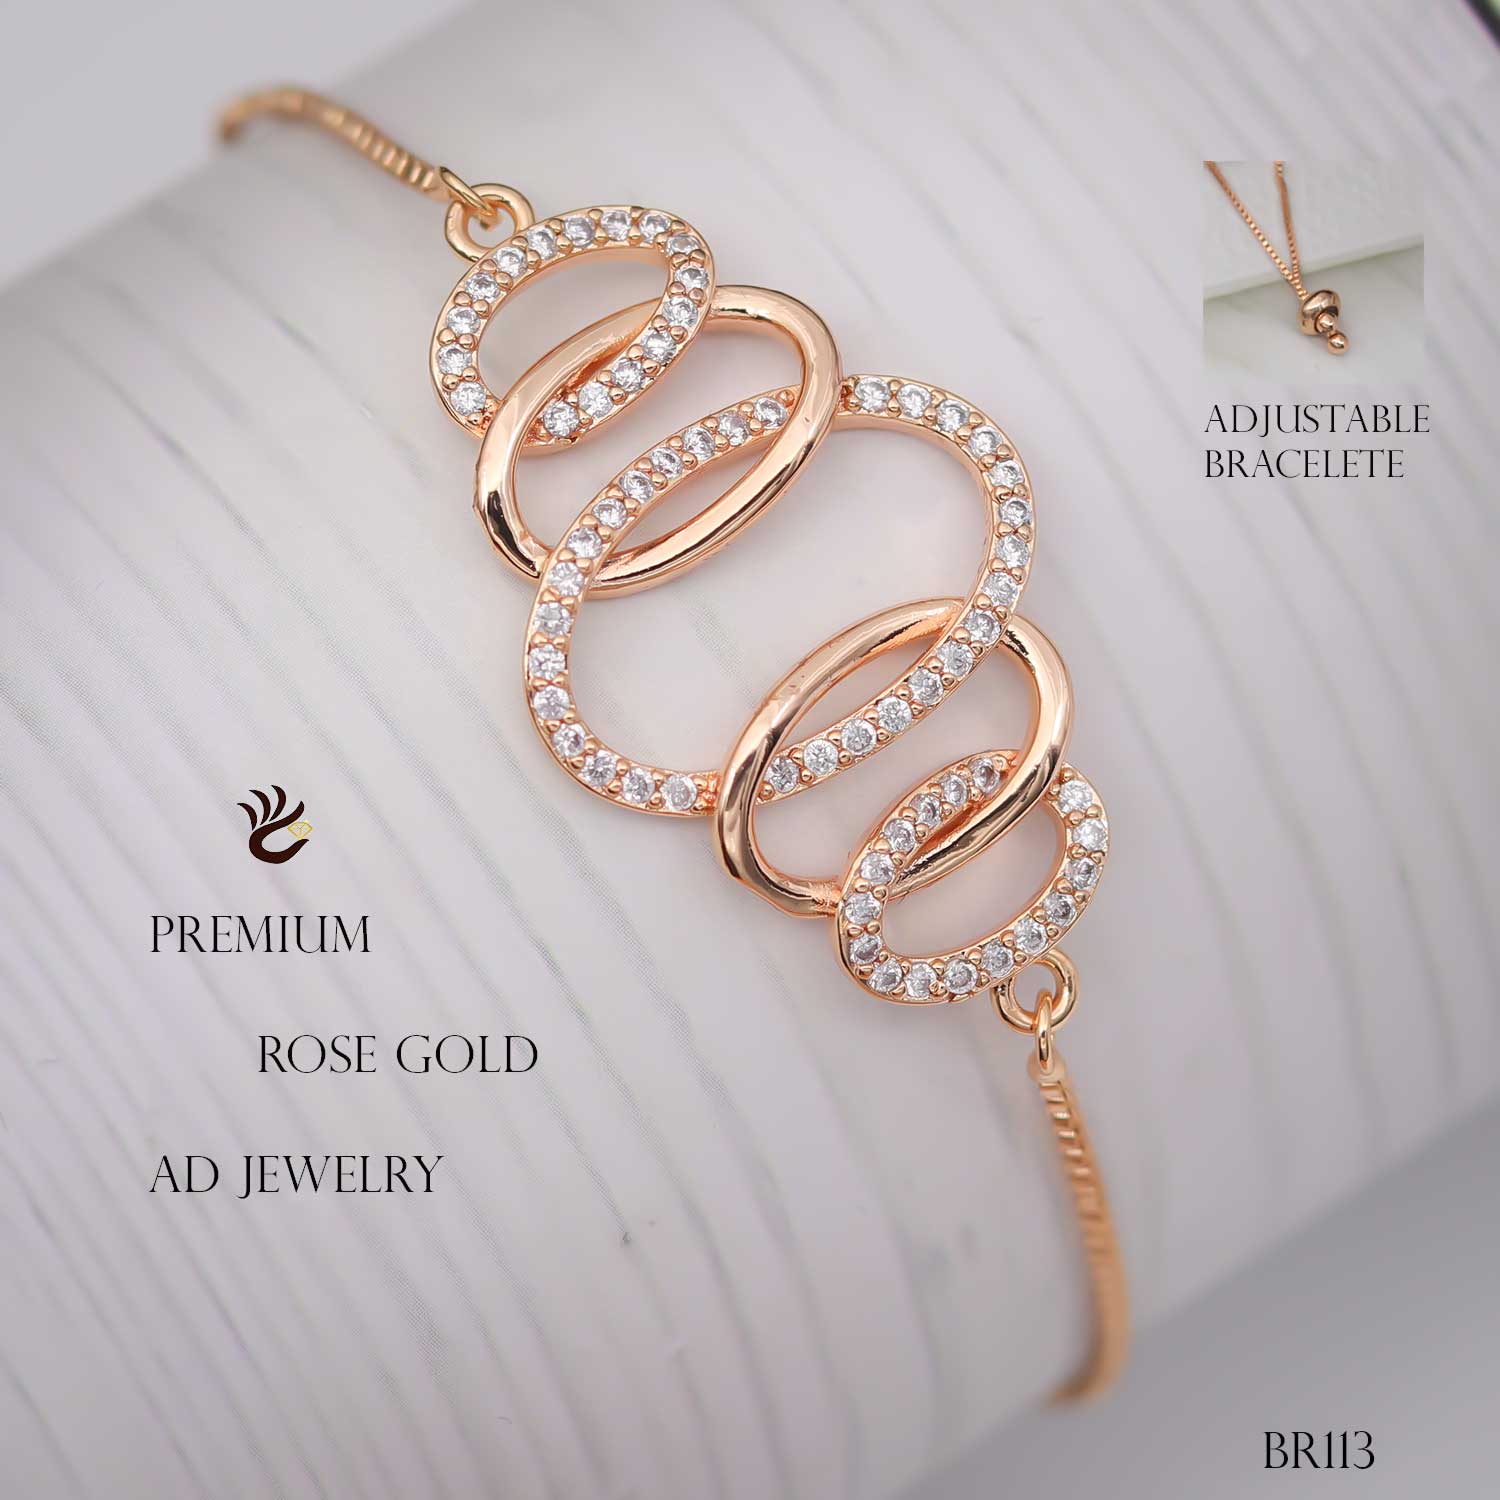 ADJUSTABLE
BRACELETE
PREMIUM
ROSE GOLD
AD JEWELRY
BR113